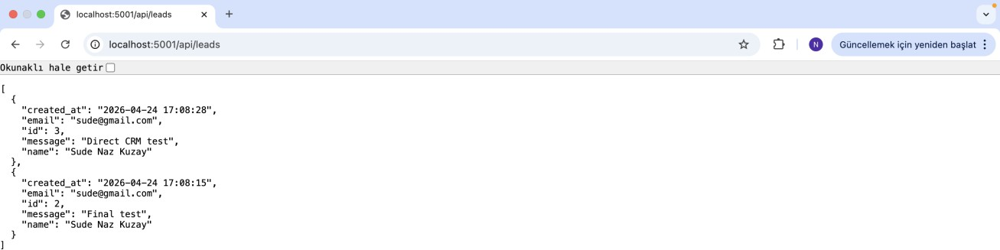 localhost:5001/api/leads
localhost:5001/api/leads
N
Güncellemek için yeniden başlat
Okunaklı hale getir
[
  {
    "created_at": "2026-04-24 17:08:28",
    "email": "sude@gmail.com",
    "id": 3,
    "message": "Direct CRM test",
    "name": "Sude Naz Kuzay"
  },
  {
    "created_at": "2026-04-24 17:08:15",
    "email": "sude@gmail.com",
    "id": 2,
    "message": "Final test",
    "name": "Sude Naz Kuzay"
  }
]